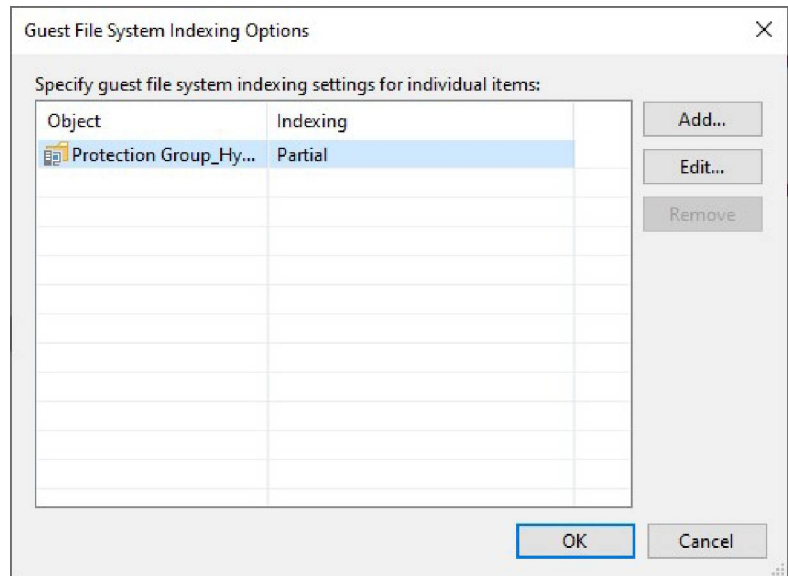 Guest File System Indexing Options
Specify guest file system indexing settings for individual items:
Object Indexing
Protection Group_Hy... Partial
Add...
Edit...
Remove
OK Cancel